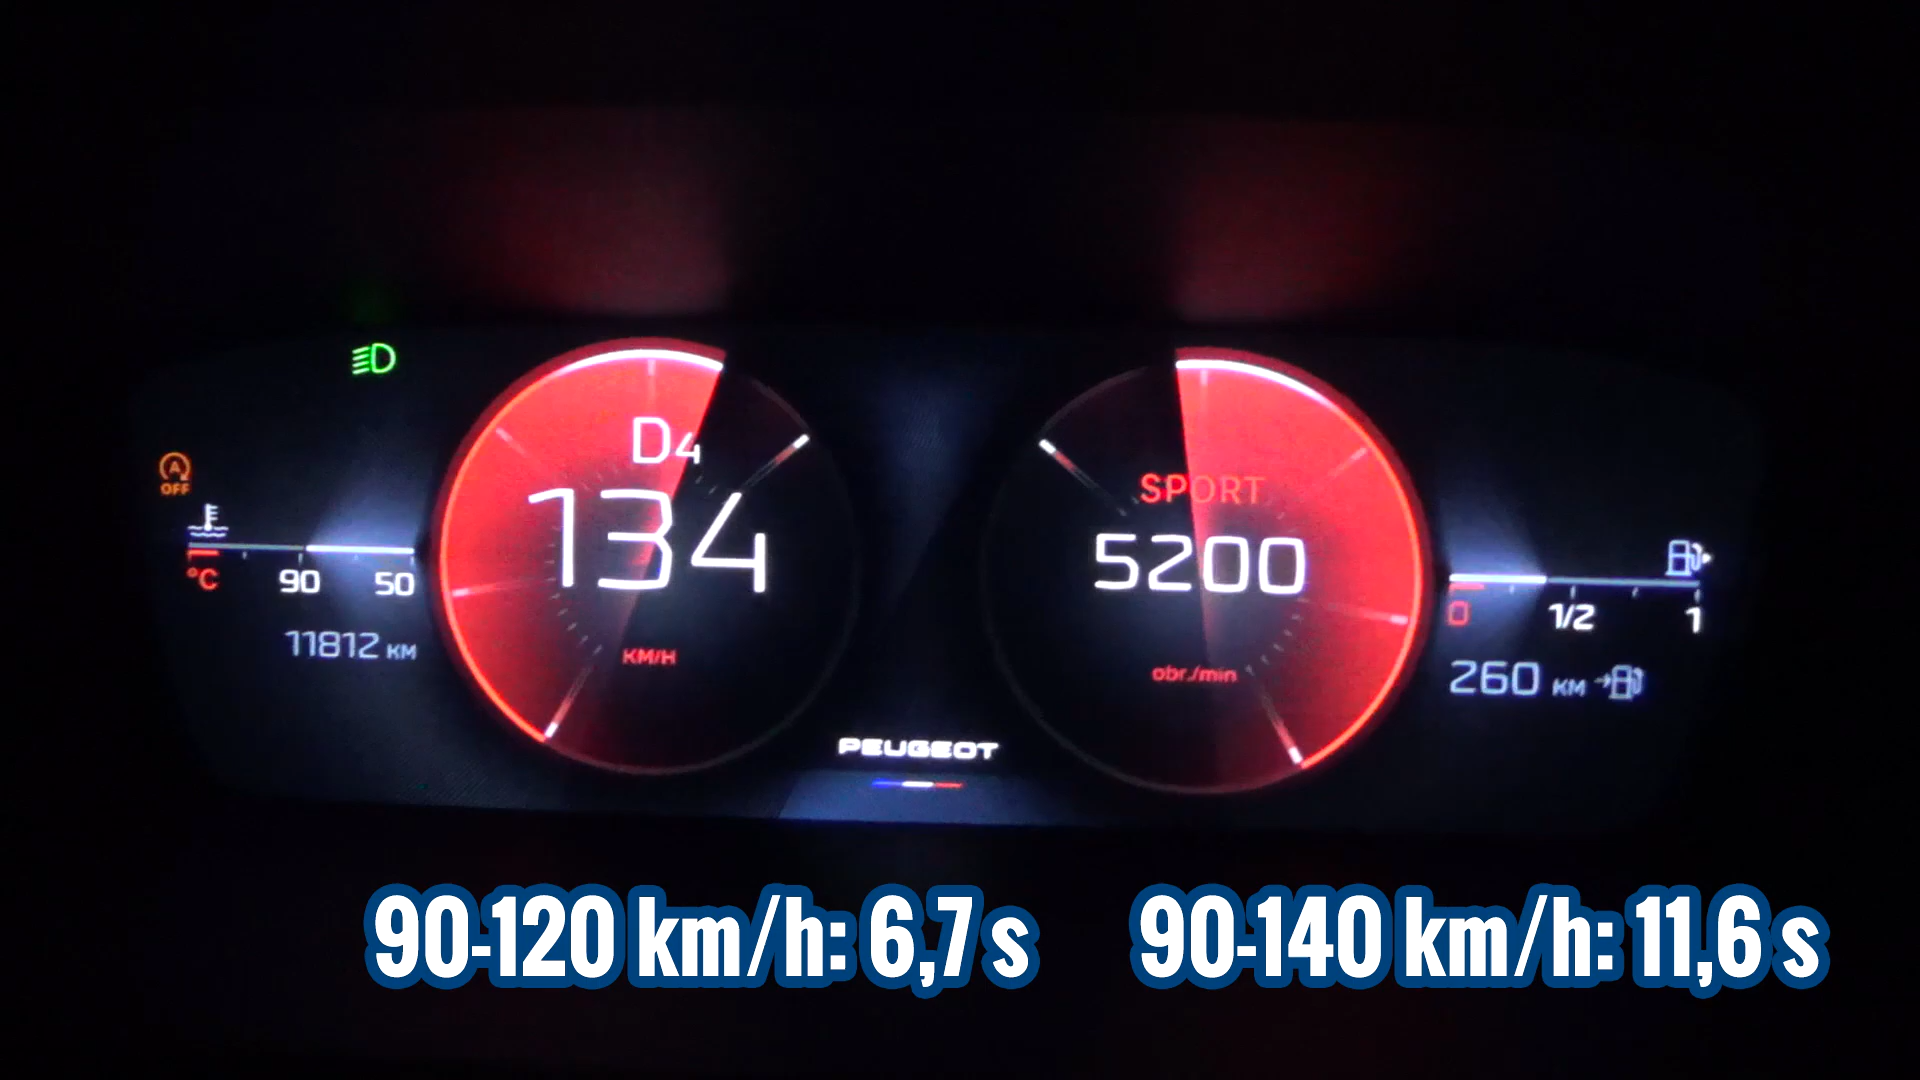 A
OFF
°C 90 50
11812 KM
D4
134
KM/H
SPORT
5200
obr./min
PEUGEOT
0 1/2 1
260 KM
90-120 km/h: 6,7 s
90-140 km/h: 11,6 s